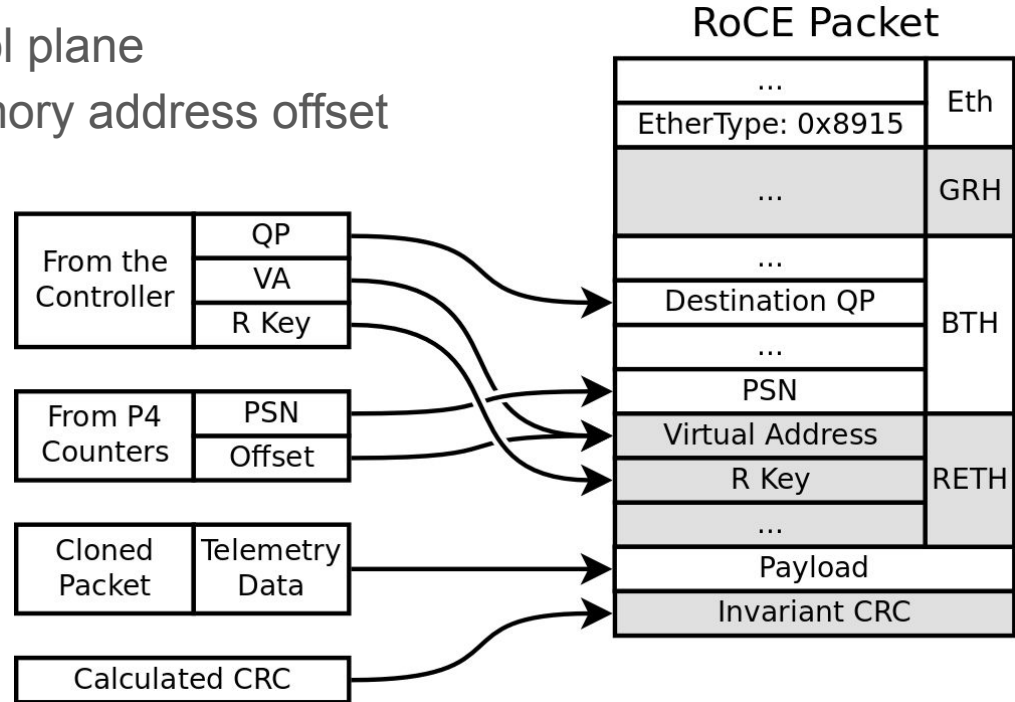 RoCE Packet
plane
address offset
From the
Controller
QP
VA
R Key
From P4
Counters
PSN
Offset
Cloned
Packet
Telemetry
Data
Calculated CRC
...
EtherType: 0x8915
Eth
...
GRH
...
Destination QP
...
PSN
BTH
Virtual Address
R Key
...
RETH
Payload
Invariant CRC